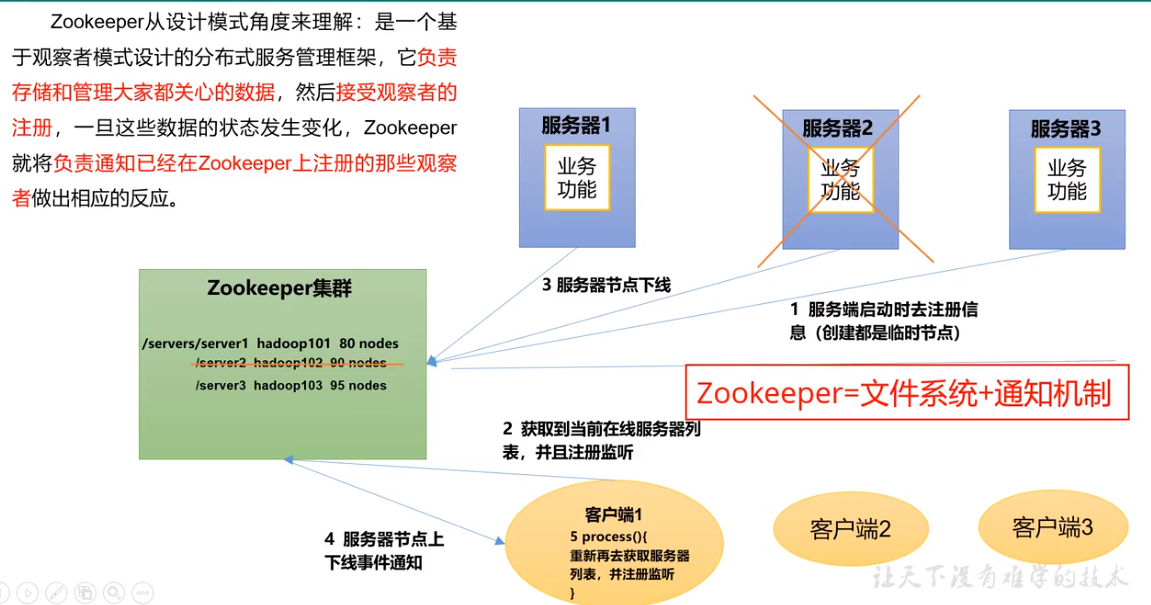 Zookeeper从设计模式角度来理解：是一个基
于观察者模式设计的分布式服务管理框架，它负责
存储和管理大家都关心的数据，然后接受观察者的
注册，一旦这些数据的状态发生变化，Zookeeper
就将负责通知已经在Zookeeper上注册的那些观察
者做出相应的反应。
服务器1
业务
功能
服务器2
业务
功能
服务器3
业务
功能
Zookeeper集群
/servers/server1 hadoop101 80 nodes
/server2 hadoop102 90 nodes
/server3 hadoop103 95 nodes
3 服务器节点下线
1 服务端启动时去注册信
息（创建都是临时节点）
Zookeeper=文件系统+通知机制
2 获取到当前在线服务器列
表，并且注册监听
4 服务器节点上
下线事件通知
客户端1
5 process(){
重新再去获取服务器
列表，并注册监听
}
客户端2
客户端3
让天下没有难学的技术